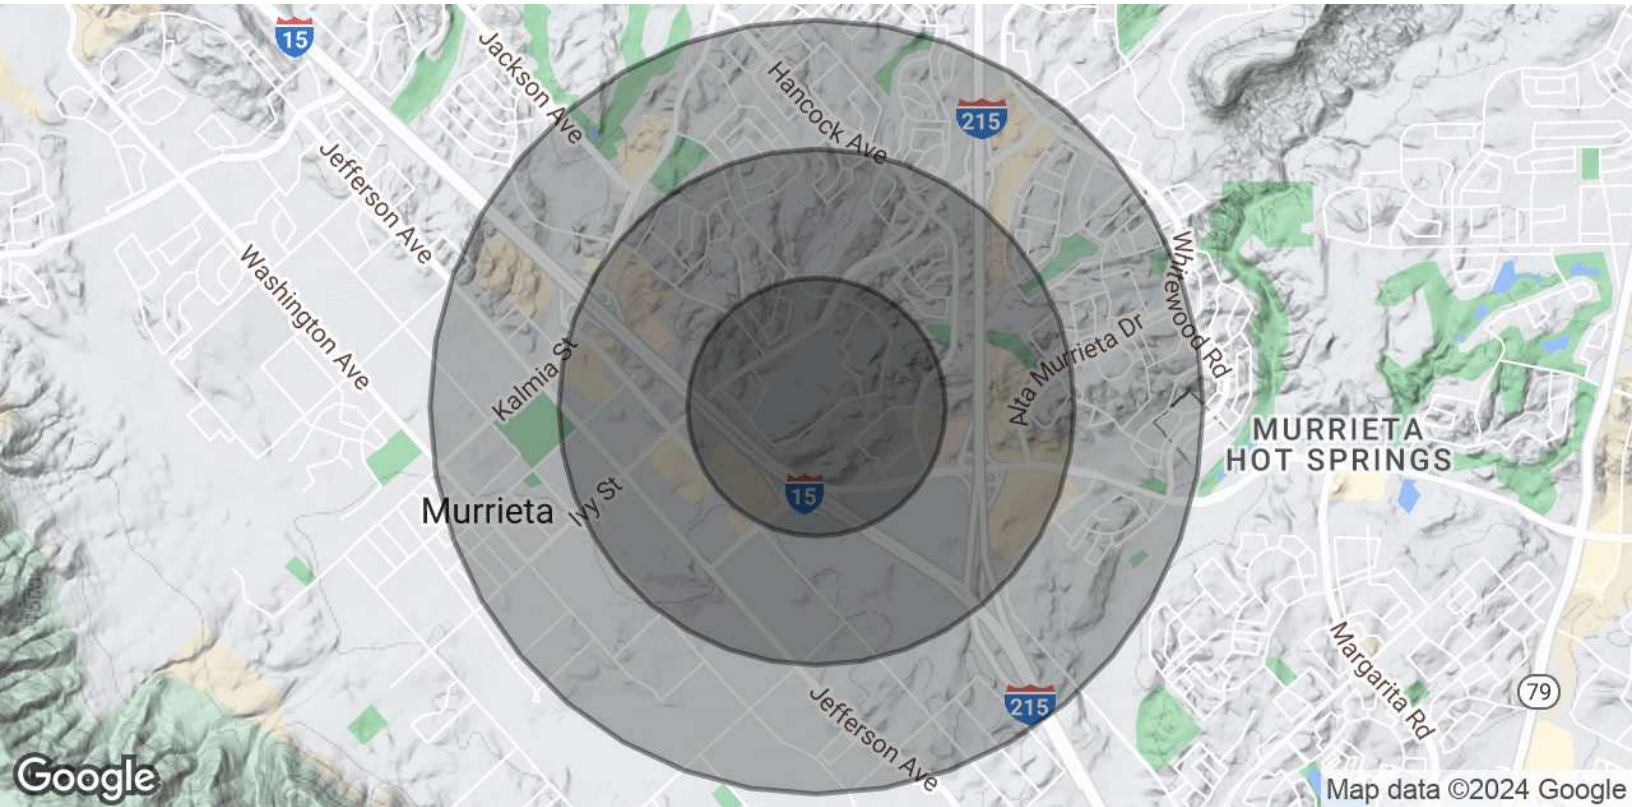 15
Jackson Ave
Hancock Ave
215
Jefferson Ave
Washington Ave
Whitewood Rd
Kalmia St
Alta Murrieta Dr
MURRIETA
HOT SPRINGS
Murrieta
Ivy St
15
Margarita Rd
79
215
Jefferson Ave
Google
Map data ©2024 Google